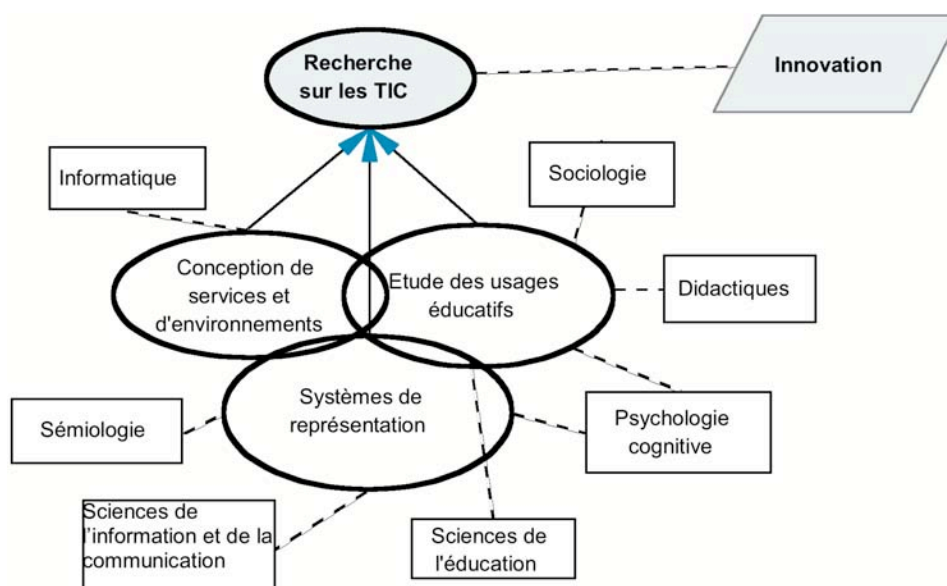 Recherche
sur les TIC
Innovation
Informatique
Sociologie
Conception de
services et
d'environnements
Etude des usages
éducatifs
Didactiques
Systèmes de
représentation
Sémiologie
Psychologie
cognitive
Sciences de
l'information et de la
communication
Sciences de
l'éducation